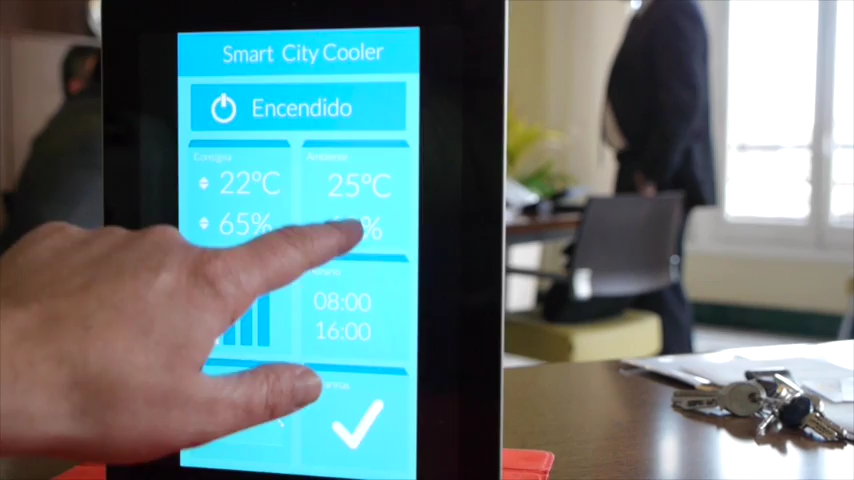 Smart City Cooler
Encendido
Consigna
Ambiente
22ºC
25ºC
65%
%
08:00
16:00